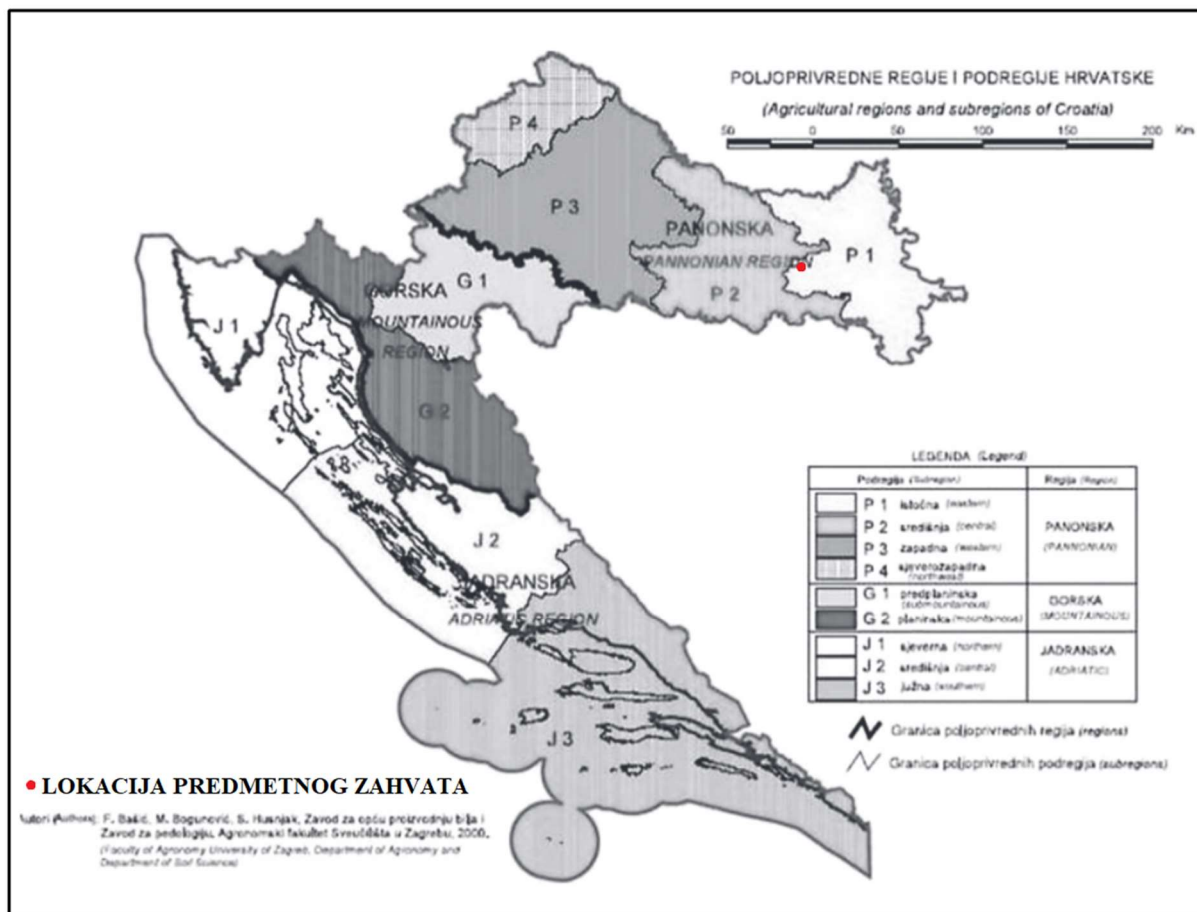 POLJOPRIVREDNE REGIJE I PODREGIJE HRVATSKE
(Agricultural regions and subregions of Croatia)
50 0 50 100 150 200 Km
P 4
P 3
PANONSKA
PANNONIAN REGION
P 1
P 2
G 1
GORSKA
MOUNTAINOUS
REGION
J 1
G 2
J 2
JADRANSKA
ADRIATIC REGION
J 3
LEGENDA (Legend)
Podregija (Subregion) Regija (Region)
P 1 istočna (western)
P 2 središnja (central)
P 3 zapadna (western)
P 4 sjeverozapadna
(northwest)
PANONSKA
(PANNONIAN)
G 1 predplaninska
(submountainous)
G 2 planinska (mountainous)
GORSKA
(MOUNTAINOUS)
J 1 sjeverna (northern)
J 2 središnja (central)
J 3 južna (southern)
JADRANSKA
(ADRIATIC)
Granica poljoprivrednih regija (regions)
Granica poljoprivrednih podregija (subregions)
LOKACIJA PREDMETNOG ZAHVATA
Autori (Authors): F. Bašić, M. Bogunović, S. Husnjak, Zavod za opću proizvodnju bilja i
Zavod za pedologiju, Agronomski fakultet Sveučilišta u Zagrebu, 2000.
(Faculty of Agronomy University of Zagreb, Department of Agronomy and
Department of Soil Science)